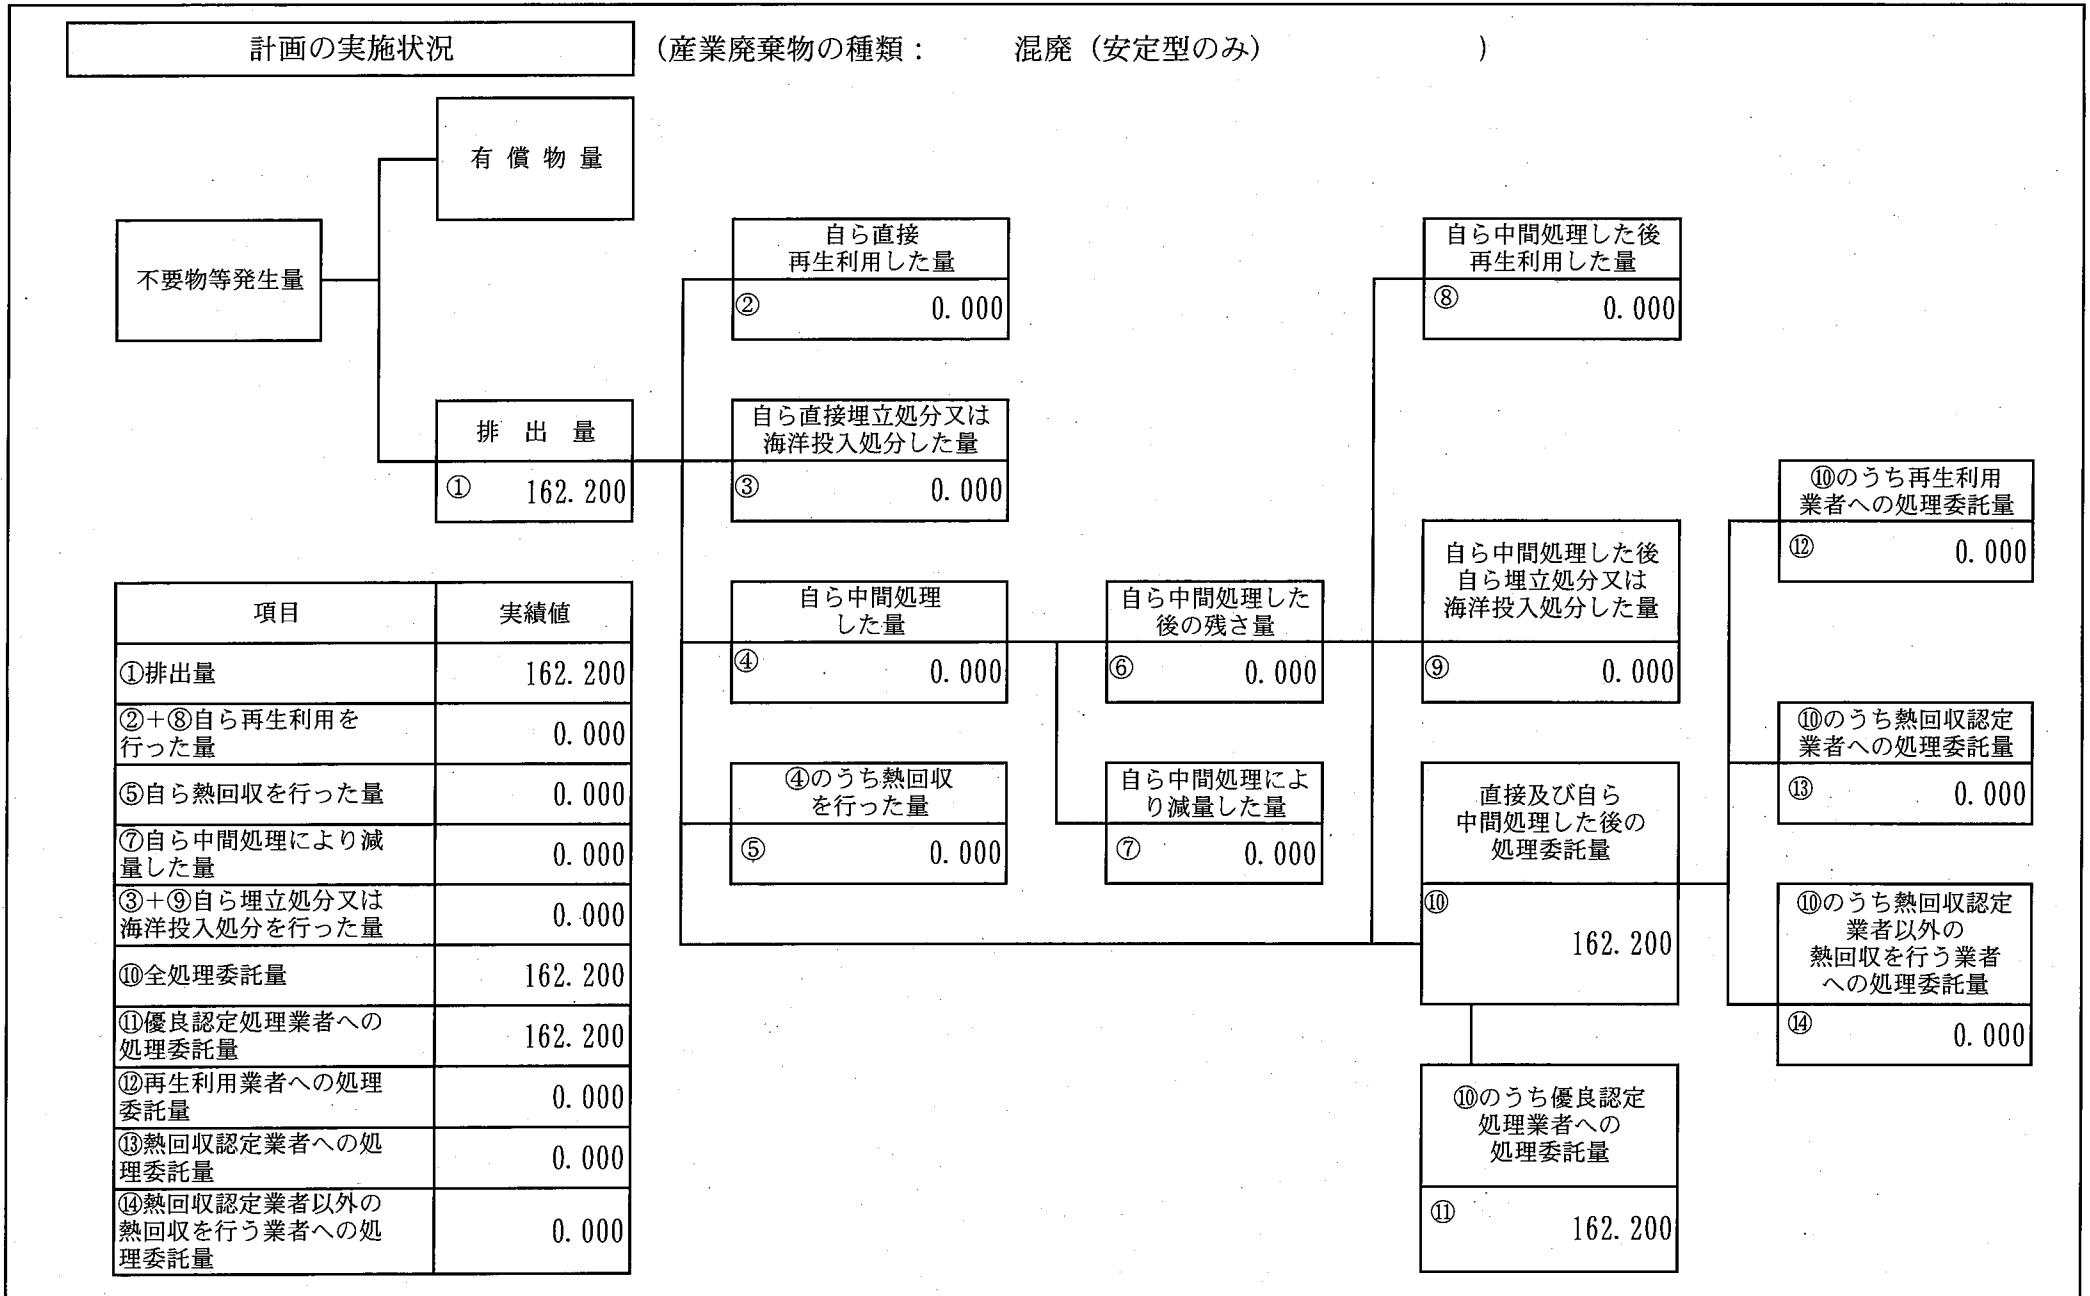 計画の実施状況
（産業廃棄物の種類： 混廃（安定型のみ） ）
有 償 物 量
不要物等発生量
排 出 量
① 162.200
自ら直接
再生利用した量
② 0.000
自ら直接埋立処分又は
海洋投入処分した量
③ 0.000
自ら中間処理
した量
④ 0.000
④のうち熱回収
を行った量
⑤ 0.000
自ら中間処理した
後の残さ量
⑥ 0.000
自ら中間処理によ
り減量した量
⑦ 0.000
自ら中間処理した後
再生利用した量
⑧ 0.000
自ら中間処理した後
自ら埋立処分又は
海洋投入処分した量
⑨ 0.000
直接及び自ら
中間処理した後の
処理委託量
⑩
162.200
⑩のうち優良認定
処理業者への
処理委託量
⑪ 162.200
⑩のうち再生利用
業者への処理委託量
⑫ 0.000
⑩のうち熱回収認定
業者への処理委託量
⑬ 0.000
⑩のうち熱回収認定
業者以外の
熱回収を行う業者
への処理委託量
⑭ 0.000
項目 実績値
①排出量 162.200
②＋⑧自ら再生利用を
行った量 0.000
⑤自ら熱回収を行った量 0.000
⑦自ら中間処理により減
量した量 0.000
③＋⑨自ら埋立処分又は
海洋投入処分を行った量 0.000
⑩全処理委託量 162.200
⑪優良認定処理業者への
処理委託量 162.200
⑫再生利用業者への処理
委託量 0.000
⑬熱回収認定業者への処
理委託量 0.000
⑭熱回収認定業者以外の
熱回収を行う業者への処
理委託量 0.000